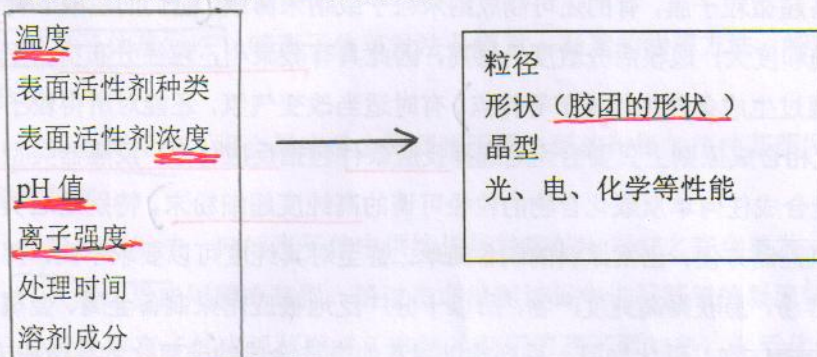 温度
表面活性剂种类
表面活性剂浓度
pH 值
离子强度
处理时间
溶剂成分
粒径
形状（胶团的形状）
晶型
光、电、化学等性能